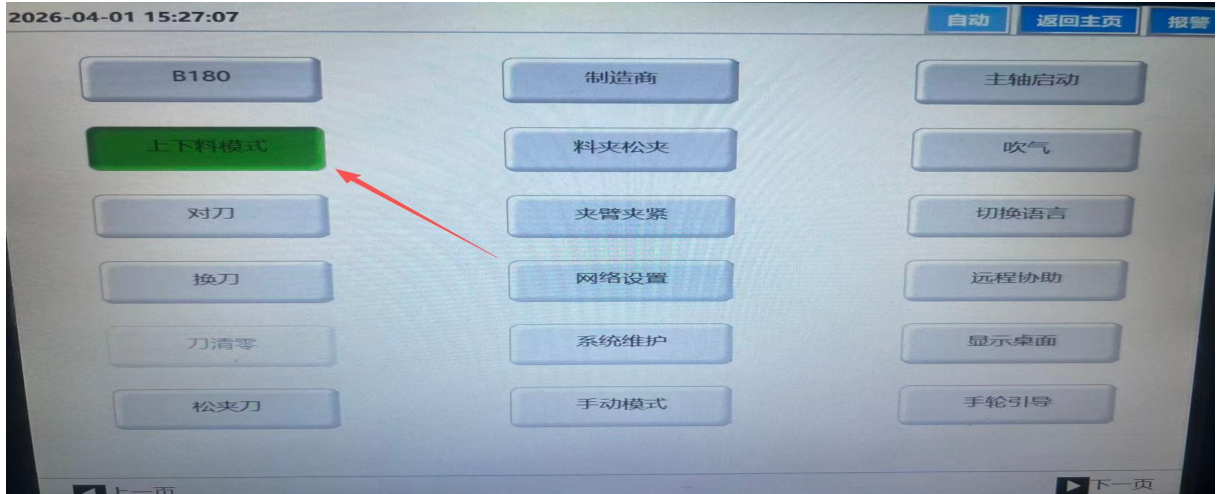 2026-04-01 15:27:07 自动 返回主页 报警
B180 制造商 主轴启动
上下料模式 料夹松夹 吹气
对刀 夹臂夹紧 切换语言
换刀 网络设置 远程协助
刀清零 系统维护 显示桌面
松夹刀 手动模式 手轮引导
上一页 下一页